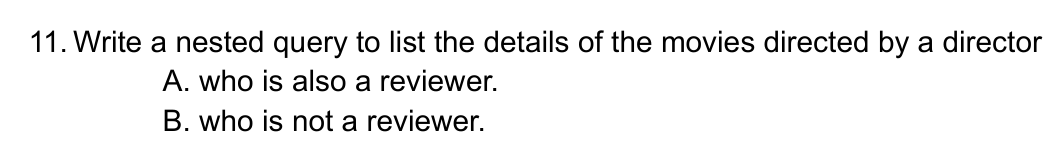 11. Write a nested query to list the details of the movies directed by a director
A. who is also a reviewer.
B. who is not a reviewer.